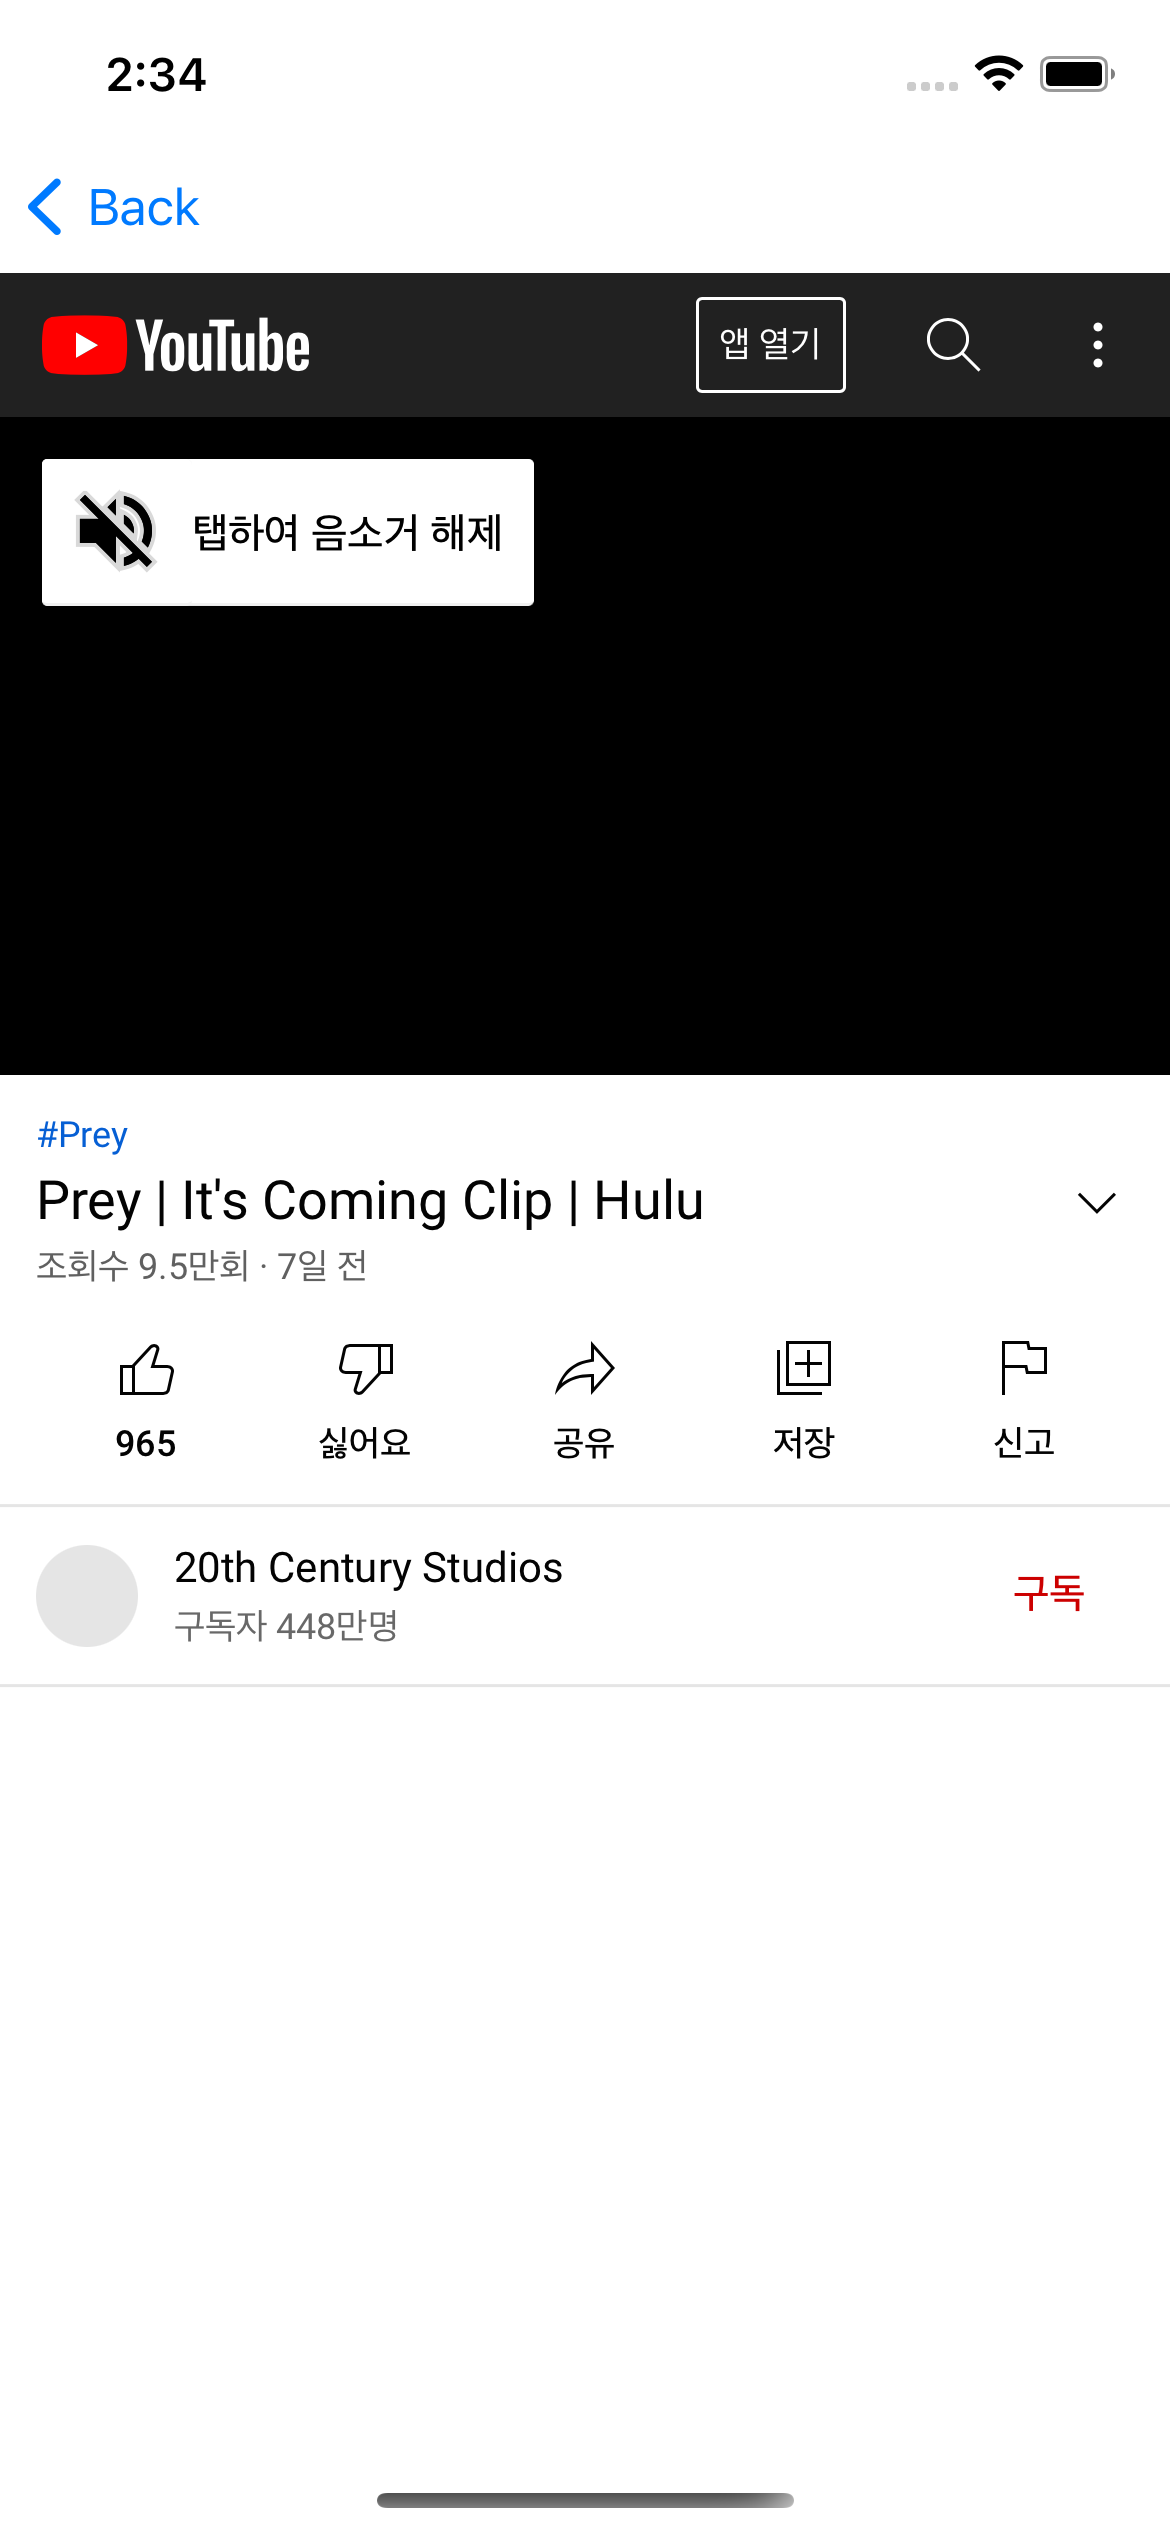 2:34
Back
YouTube
앱 열기
탭하여 음소거 해제
#Prey
Prey | It's Coming Clip | Hulu
조회수 9.5만회 · 7일 전
965
싫어요
공유
저장
신고
20th Century Studios
구독자 448만명
구독